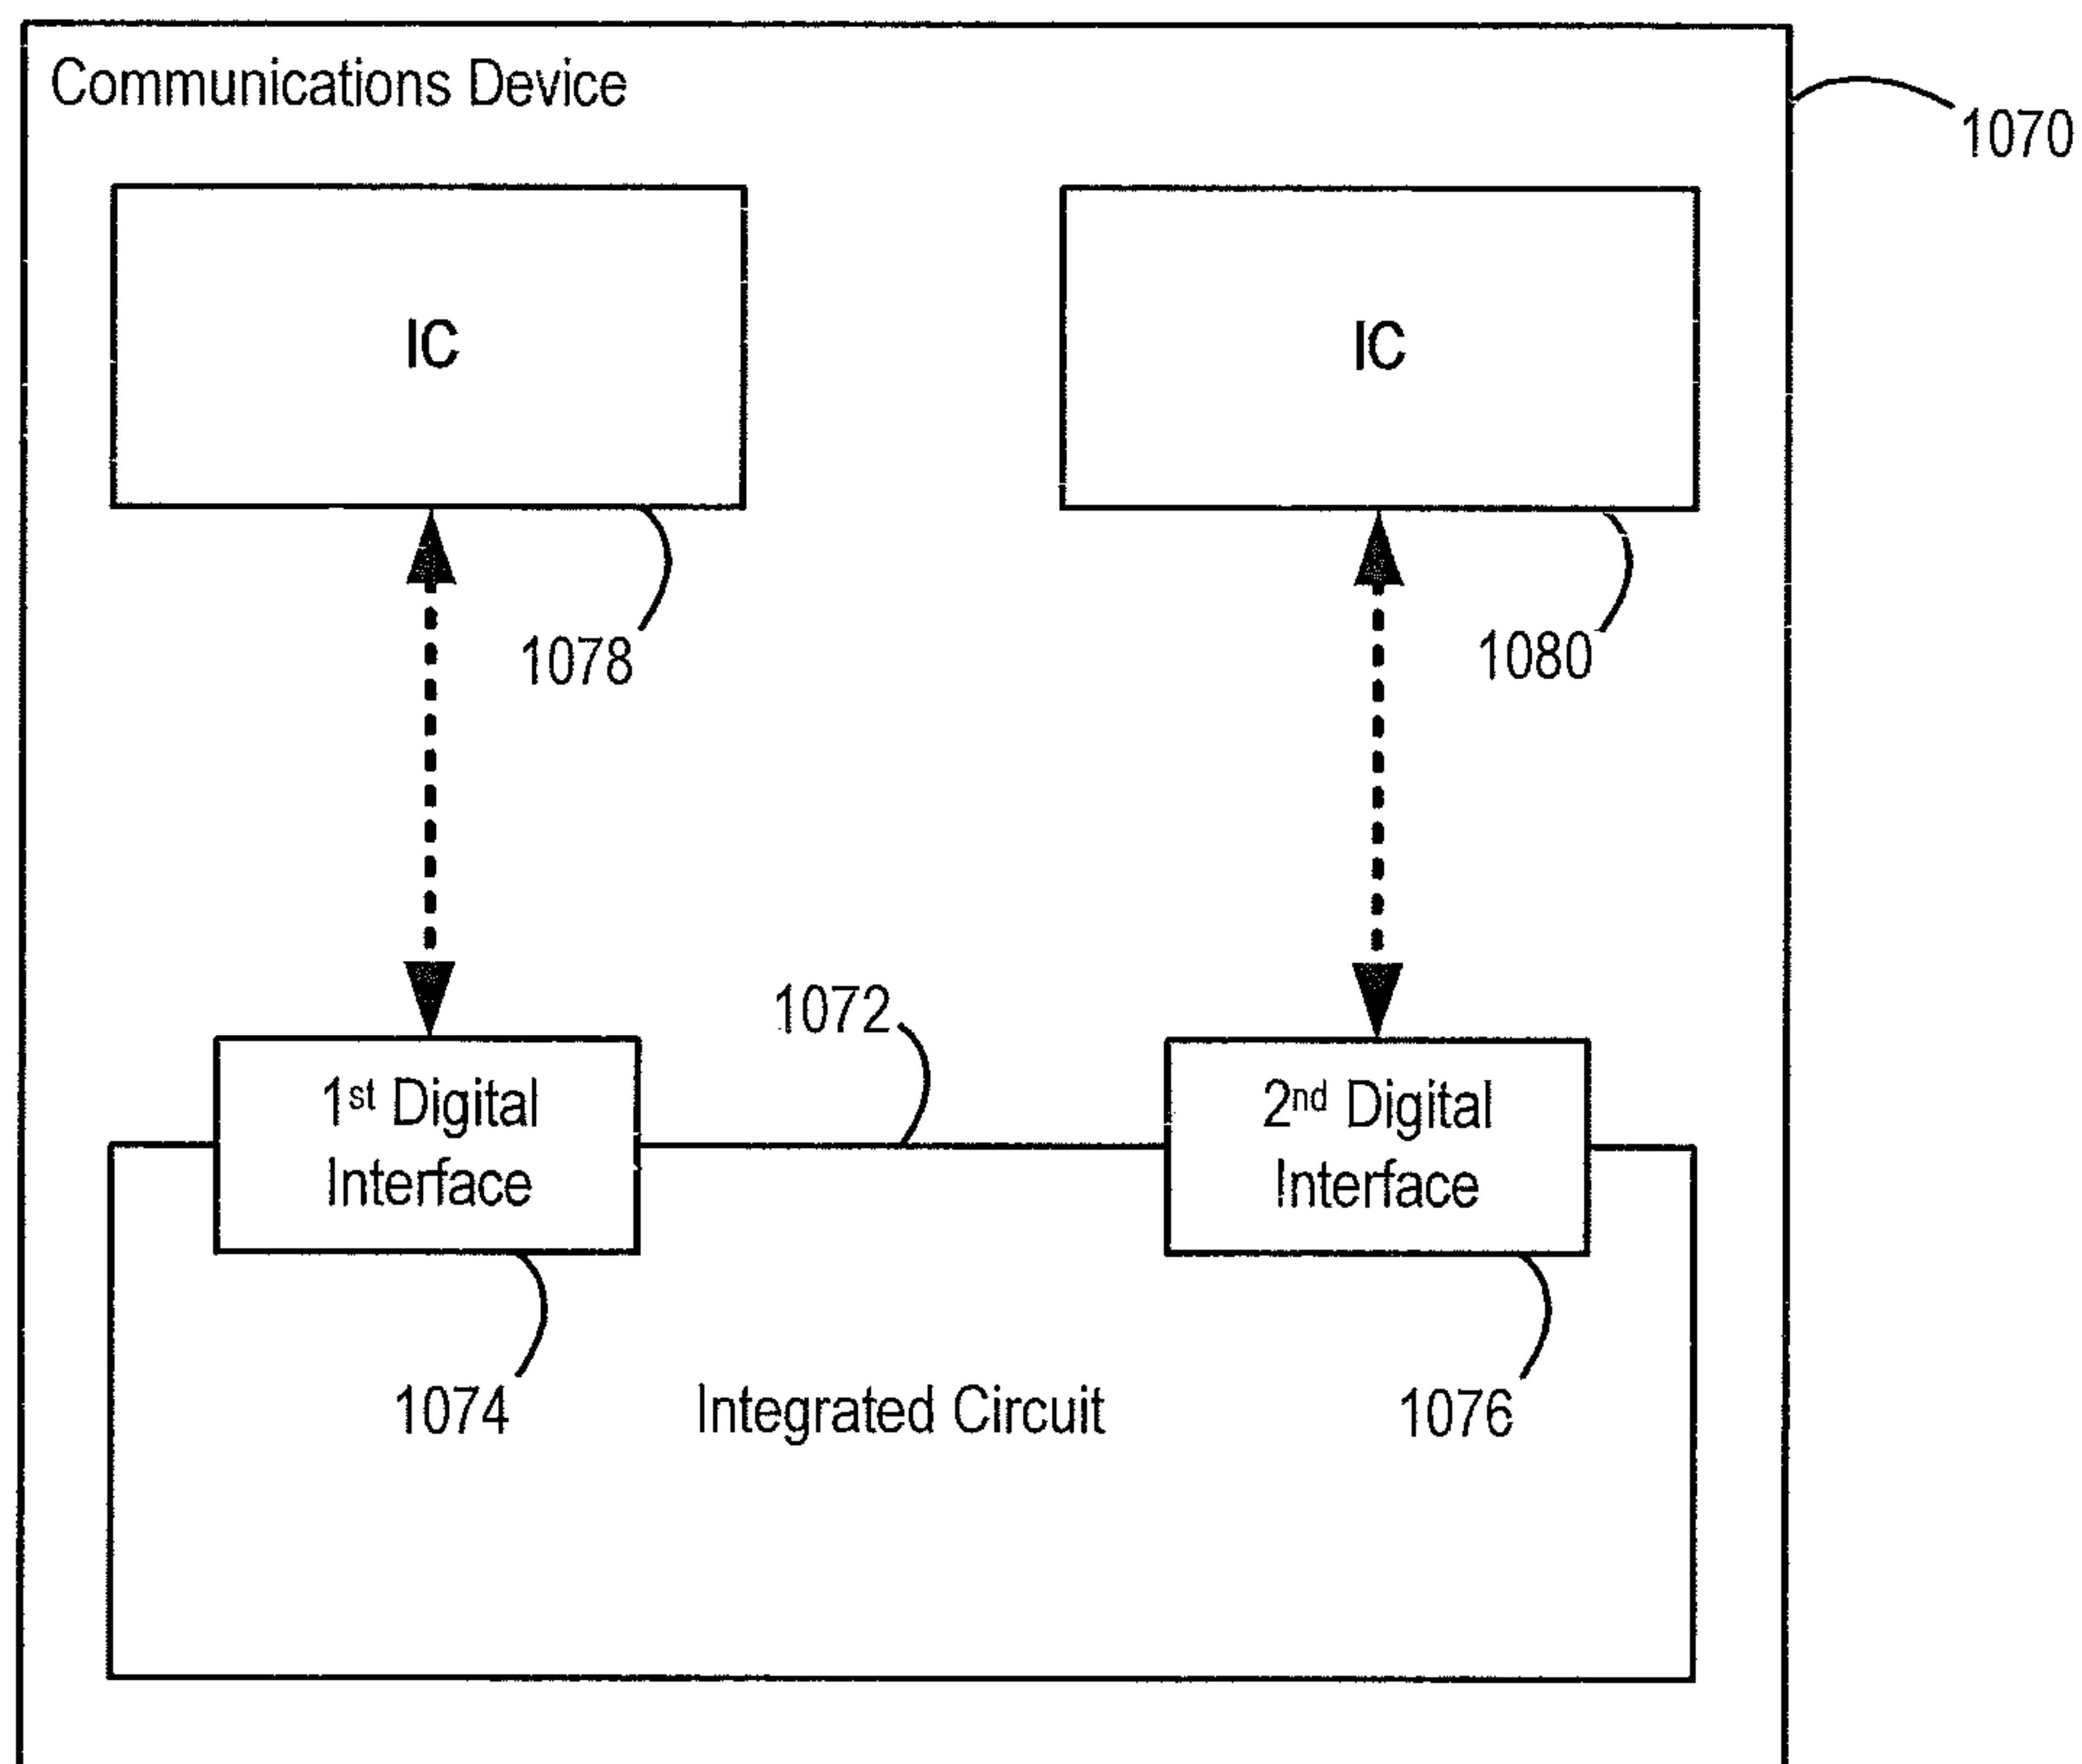 Communications Device
1070
IC
IC
1078
1080
1072
1st Digital
Interface
2nd Digital
Interface
1074
Integrated Circuit
1076